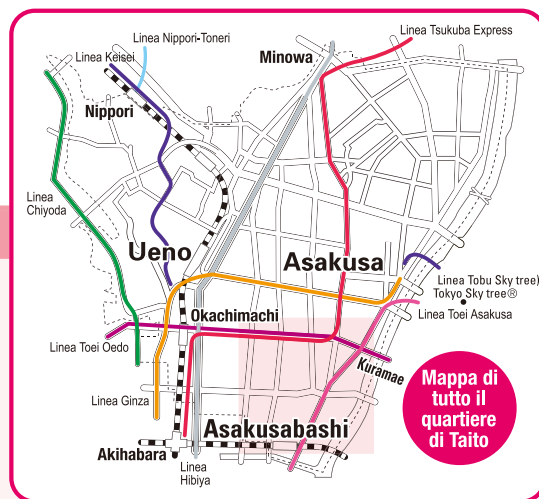 Linea Nippori-Toneri
Linea Tsukuba Express
Linea Keisei
Minowa
Nippori
Linea
Chiyoda
Ueno
Asakusa
Linea Tobu Sky tree)
Tokyo Sky tree®
Linea Toei Asakusa
Okachimachi
Linea Toei Oedo
Kuramae
Linea Ginza
Asakusabashi
Akihabara
Linea
Hibiya
Mappa di
tutto il
quartiere
di Taito